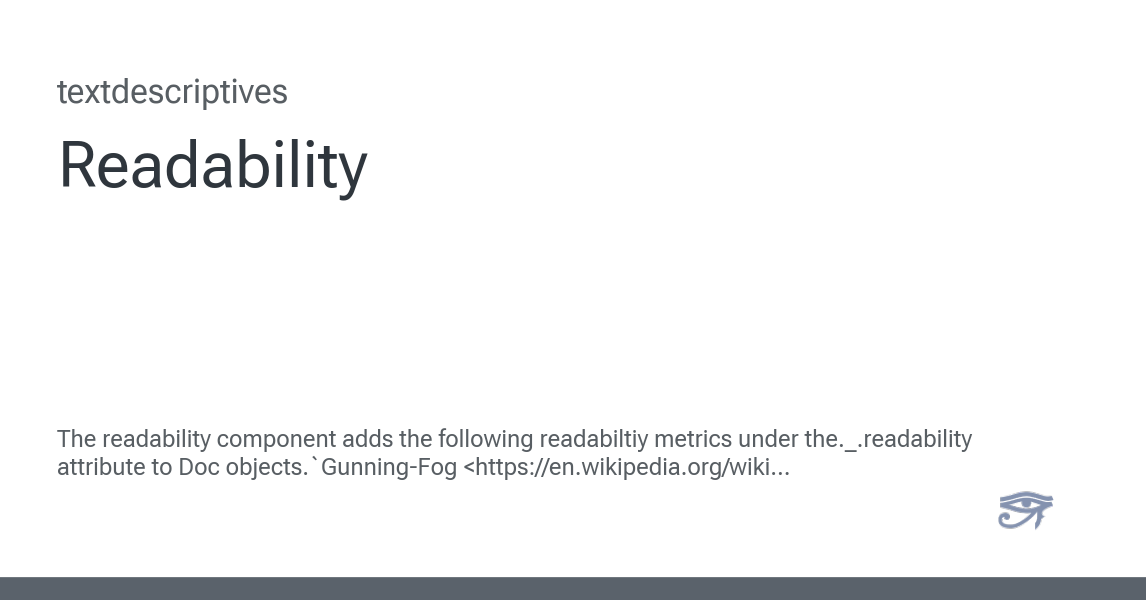 textdescriptives
Readability
The readability component adds the following readabiltiy metrics under the._.readability
attribute to Doc objects.`Gunning-Fog <https://en.wikipedia.org/wiki...